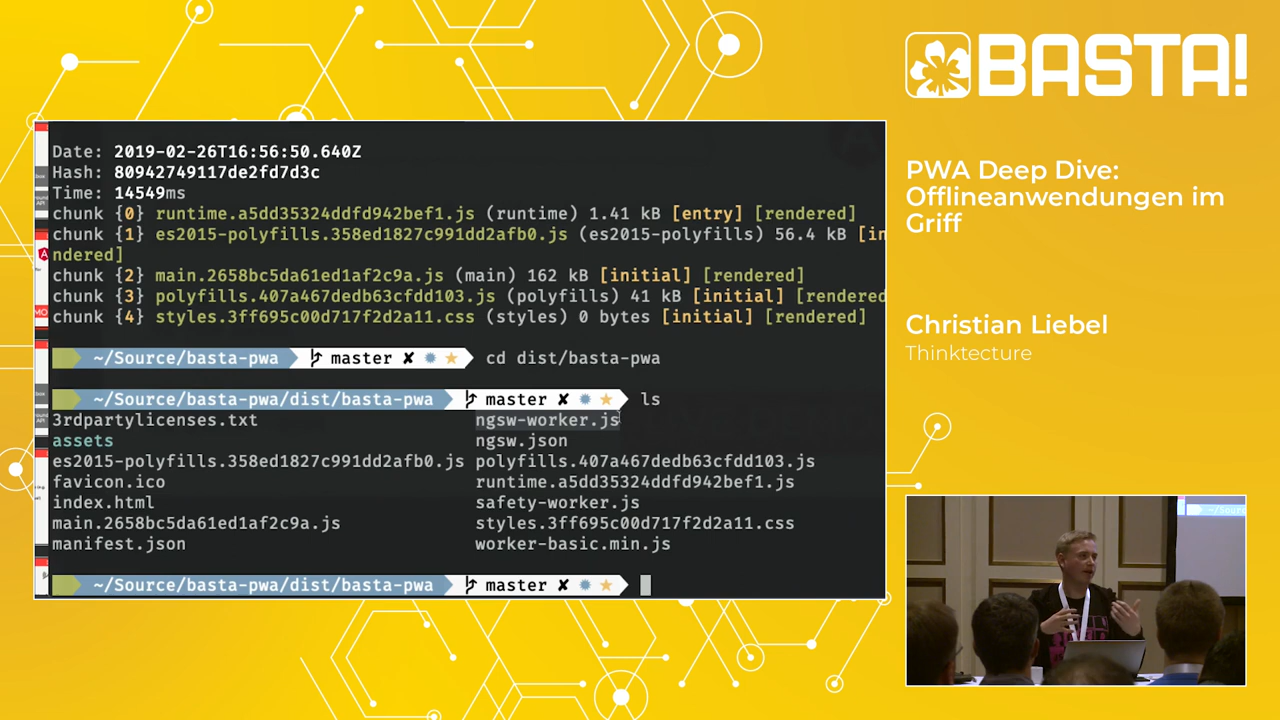 BASTA!
PWA Deep Dive:
Offlineanwendungen im
Griff
Christian Liebel
Thinktecture
Date: 2019-02-26T16:56:50.640Z
Hash: 80942749117de2fd7d3c
Time: 14549ms
chunk {0} runtime.a5dd35324ddfd942bef1.js (runtime) 1.41 kB [entry] [rendered]
chunk {1} es2015-polyfills.358ed1827c991dd2afb0.js (es2015-polyfills) 56.4 kB [in
ndered]
chunk {2} main.2658bc5da61ed1af2c9a.js (main) 162 kB [initial] [rendered]
chunk {3} polyfills.407a467dedb63cfdd103.js (polyfills) 41 kB [initial] [rendered
chunk {4} styles.3ff695c00d717f2d2a11.css (styles) 0 bytes [initial] [rendered]
~/Source/basta-pwa master ✘ ✹ ★ cd dist/basta-pwa
~/Source/basta-pwa/dist/basta-pwa master ✘ ✹ ★ ls
3rdpartylicenses.txt ngsw-worker.js
assets ngsw.json
es2015-polyfills.358ed1827c991dd2afb0.js polyfills.407a467dedb63cfdd103.js
favicon.ico runtime.a5dd35324ddfd942bef1.js
index.html safety-worker.js
main.2658bc5da61ed1af2c9a.js styles.3ff695c00d717f2d2a11.css
manifest.json worker-basic.min.js
~/Source/basta-pwa/dist/basta-pwa master ✘ ✹ ★
~/Sourc